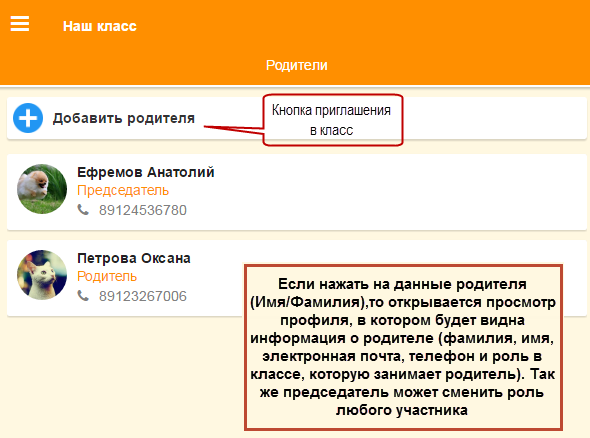 Наш класс
Родители
Добавить родителя
Кнопка приглашения
в класс
Ефремов Анатолий
Председатель
89124536780
Петрова Оксана
Родитель
89123267006
Если нажать на данные родителя
(Имя/Фамилия),то открывается просмотр
профиля, в котором будет видна
информация о родителе (фамилия, имя,
электронная почта, телефон и роль в
классе, которую занимает родитель). Так
же председатель может сменить роль
любого участника